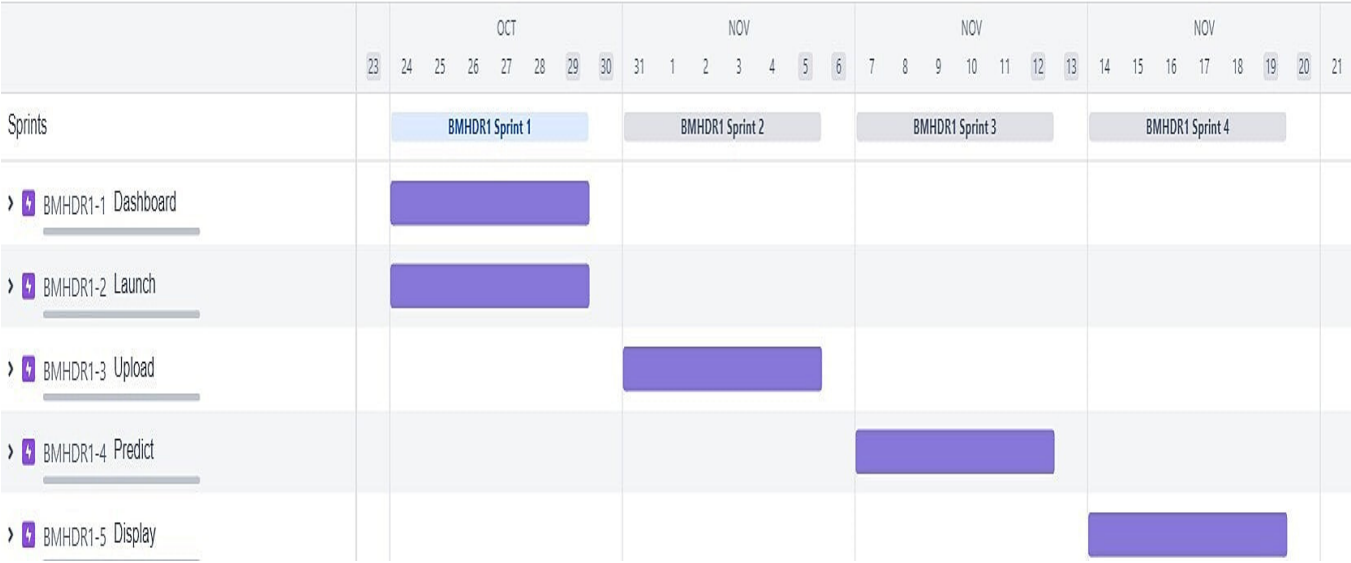 OCT NOV NOV NOV
23 24 25 26 27 28 29 30 31 1 2 3 4 5 6 7 8 9 10 11 12 13 14 15 16 17 18 19 20 21
Sprints BMHDR1 Sprint 1 BMHDR1 Sprint 2 BMHDR1 Sprint 3 BMHDR1 Sprint 4
BMHDR1-1 Dashboard
BMHDR1-2 Launch
BMHDR1-3 Upload
BMHDR1-4 Predict
BMHDR1-5 Display